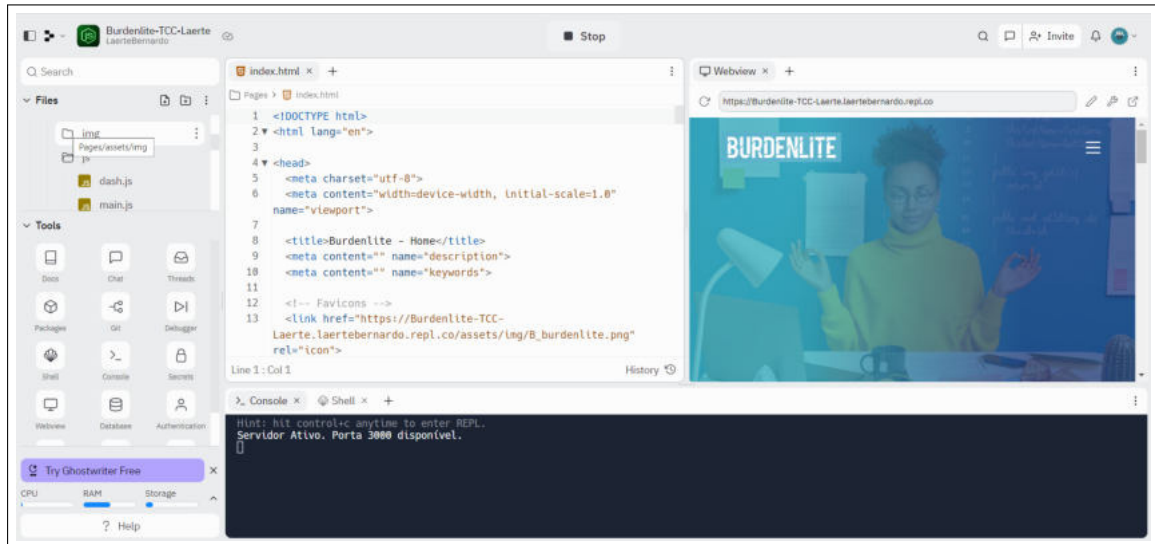 Burdenlite-TCC-Laerte
LaerteBernardo
Stop
Invite
Search
Files
img
Pages/assets/img
js
dash.js
main.js
Tools
Docs
Chat
Threads
Packages
Git
Debugger
Shell
Console
Secrets
Webview
Database
Authentication
Try Ghostwriter Free
CPU
RAM
Storage
? Help
index.html
Pages > index.html
1 <!DOCTYPE html>
2 <html lang="en">
3
4 <head>
5 <meta charset="utf-8">
6 <meta content="width=device-width, initial-scale=1.0"
name="viewport">
7
8 <title>Burdenlite - Home</title>
9 <meta content="" name="description">
10 <meta content="" name="keywords">
11
12 <!-- Favicons -->
13 <link href="https://Burdenlite-TCC-
Laerte.laertebernardo.repl.co/assets/img/B_burdenlite.png"
rel="icon">
Line 1 : Col 1
History
Webview
https://Burdenlite-TCC-Laerte.laertebernardo.repl.co
BURDENLITE
Console
Shell
Hint: hit control+c anytime to enter REPL.
Servidor Ativo. Porta 3000 disponível.